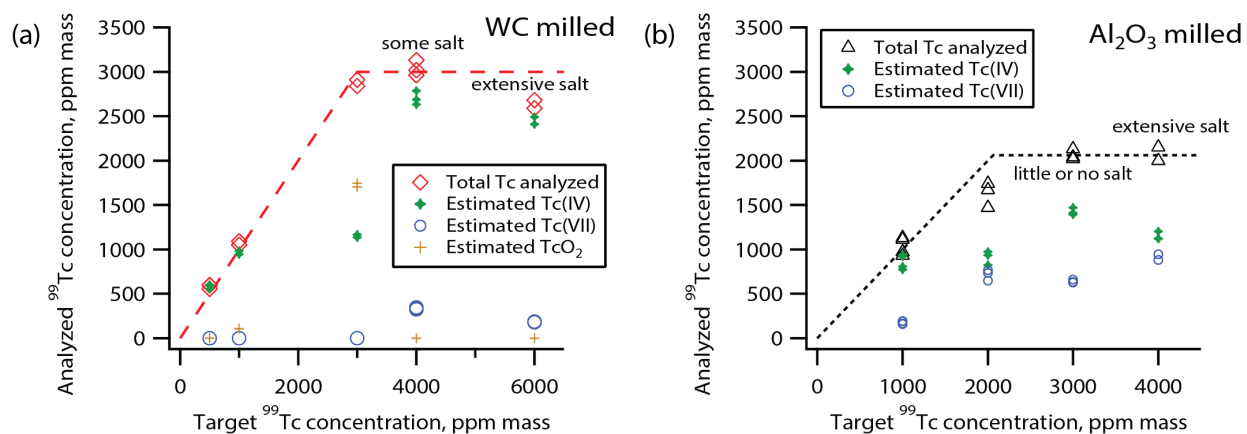 (a)
WC milled
Analyzed ⁹⁹Tc concentration, ppm mass
3500
3000
2500
2000
1500
1000
500
0
some salt
extensive salt
Total Tc analyzed
Estimated Tc(IV)
Estimated Tc(VII)
Estimated TcO₂
0
2000
4000
6000
Target ⁹⁹Tc concentration, ppm mass
(b)
Al₂O₃ milled
Analyzed ⁹⁹Tc concentration, ppm mass
3500
3000
2500
2000
1500
1000
500
0
Total Tc analyzed
Estimated Tc(IV)
Estimated Tc(VII)
extensive salt
little or no salt
0
1000
2000
3000
4000
Target ⁹⁹Tc concentration, ppm mass